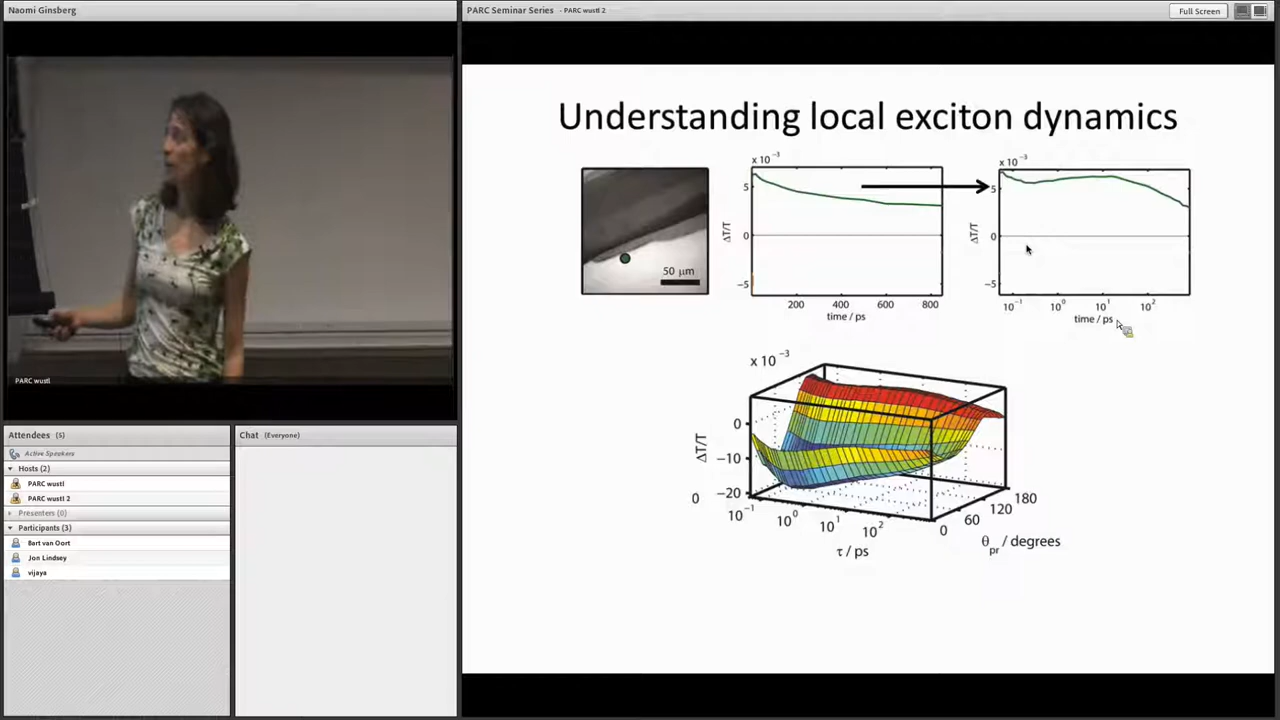 Naomi Ginsberg
PARC Seminar Series - PARC wustl 2
Full Screen
PARC wustl
Understanding local exciton dynamics
50 μm
x 10 −3
5
0
−5
ΔT/T
200 400 600 800
time / ps
x 10 −3
5
0
−5
ΔT/T
10−1 100 101 102
time / ps
x 10 −3
0
−10
−20
ΔT/T
0
10−1 100 101 102
τ / ps
0 60 120 180
θpr / degrees
Attendees (5)
Active Speakers
Hosts (2)
PARC wustl
PARC wustl 2
Presenters (0)
Participants (3)
Bart van Oort
Jon Lindsey
vijaya
Chat (Everyone)